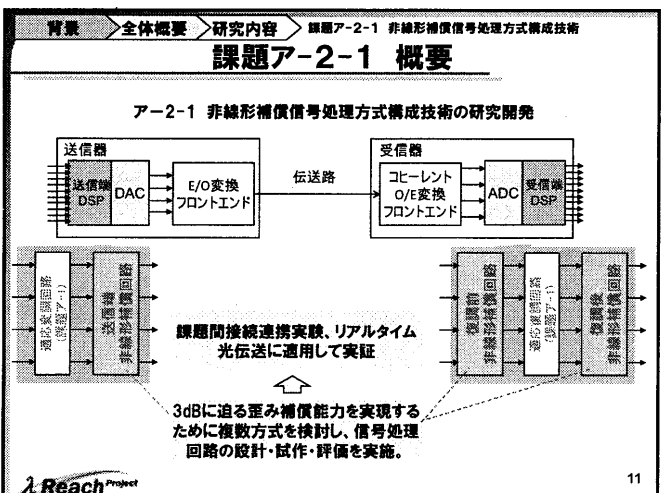 背景 全体概要 研究内容 課題ア-2-1 非線形補償信号処理方式構成技術
課題ア-2-1 概要
ア-2-1 非線形補償信号処理方式構成技術の研究開発
送信器
送信端
DSP
DAC
E/O変換
フロントエンド
伝送路
受信器
コヒーレント
O/E変換
フロントエンド
ADC
受信端
DSP
適応変調回路
(課題ア-1)
送信端
非線形補償回路
復調前
非線形補償回路
適応復調回路
(課題ア-1)
復調後
非線形補償回路
課題間接続連携実験、リアルタイム
光伝送に適用して実証
3dBに迫る歪み補償能力を実現する
ために複数方式を検討し、信号処理
回路の設計・試作・評価を実施。
λ Reach Project
11